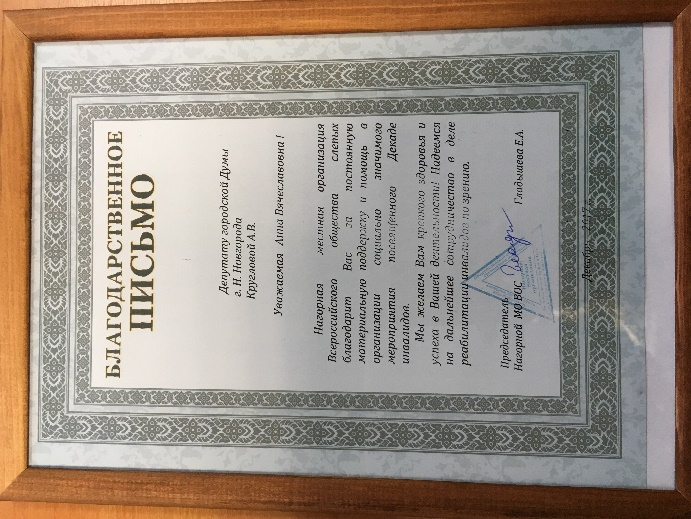 БЛАГОДАРСТВЕННОЕ
ПИСЬМО
Депутату городской Думы
г. Н. Новгорода
Кругловой А.В.
Уважаемая Анна Вячеславовна!
Нагорная местная организация
Всероссийского общества слепых
благодарит Вас за постоянную
материальную поддержку и помощь в
организации социально значимого
мероприятия посвященного Декаде
инвалидов.
Мы желаем Вам крепкого здоровья и
успеха в Вашей деятельности! Надеемся
на дальнейшее сотрудничество в деле
реабилитации инвалидов по зрению.
Председатель
Нагорной МО ВОС Гладышева Е.А.
Декабрь 2017 г.